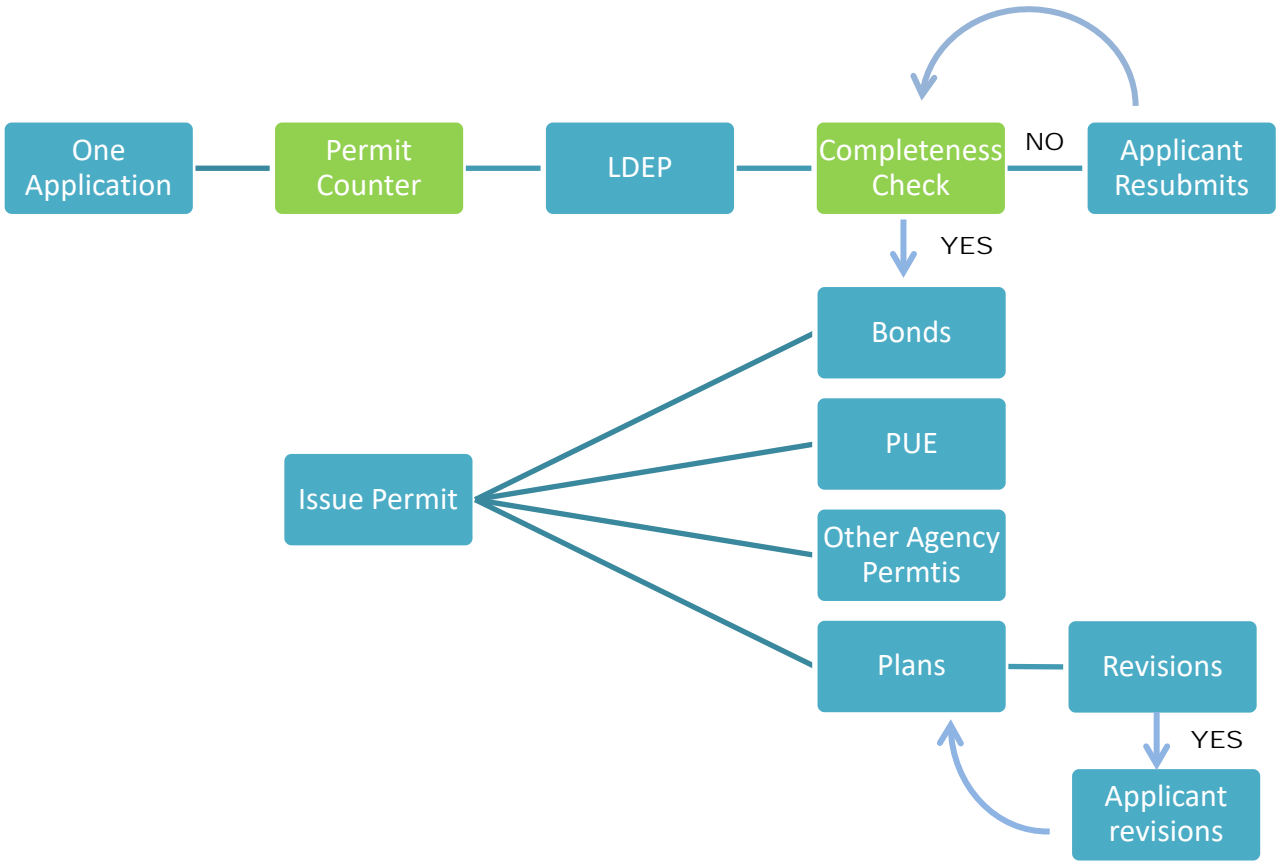 One
Application
Permit
Counter
LDEP
Completeness
Check
NO
Applicant
Resubmits
YES
Bonds
PUE
Issue Permit
Other Agency
Permtis
Plans
Revisions
YES
Applicant
revisions